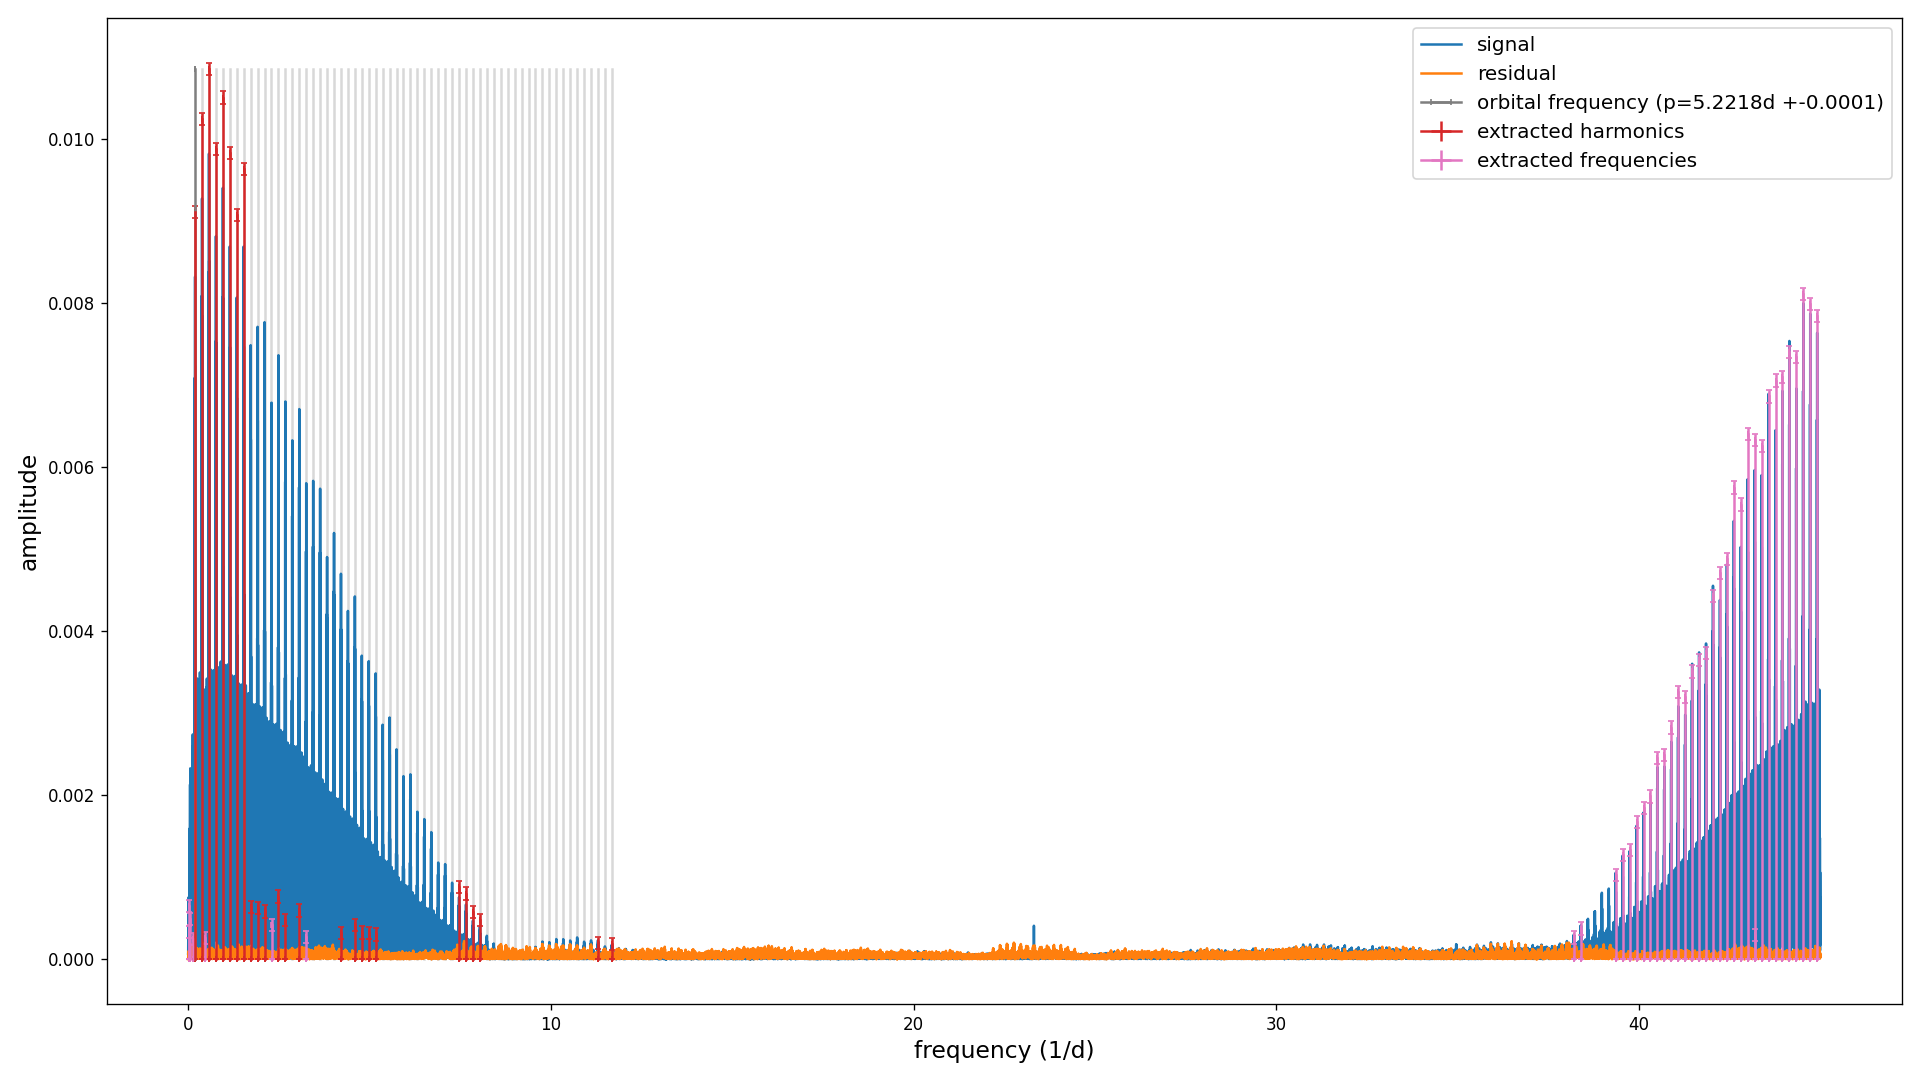 signal
residual
orbital frequency (p=5.2218d +-0.0001)
extracted harmonics
extracted frequencies
amplitude
0.010
0.008
0.006
0.004
0.002
0.000
0 10 20 30 40
frequency (1/d)